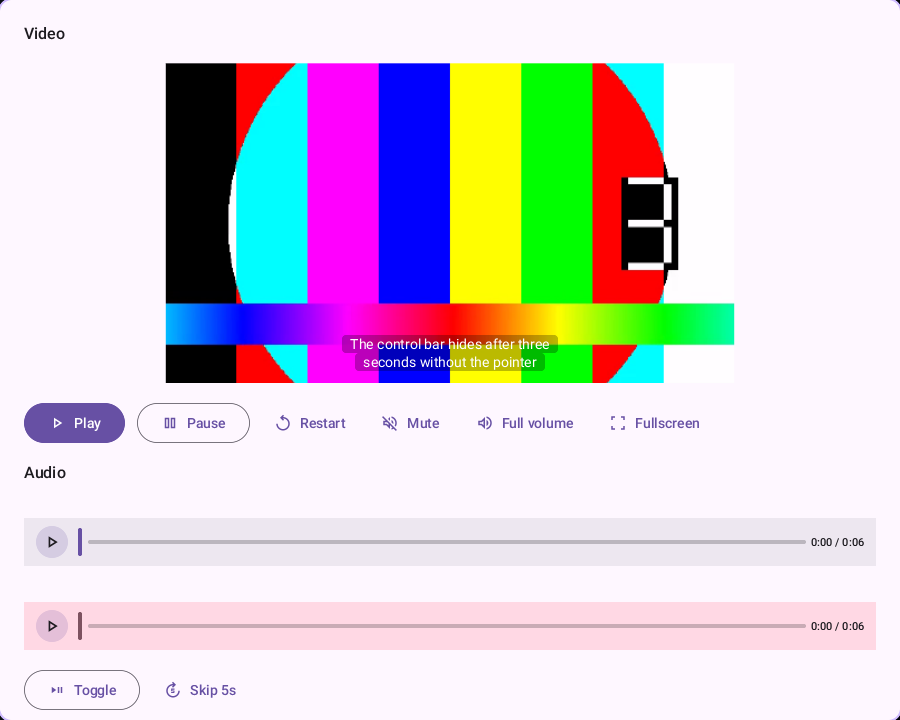 Video
3
The control bar hides after three
seconds without the pointer
Play Pause Restart Mute Full volume Fullscreen
Audio
0:00 / 0:06
0:00 / 0:06
Toggle Skip 5s